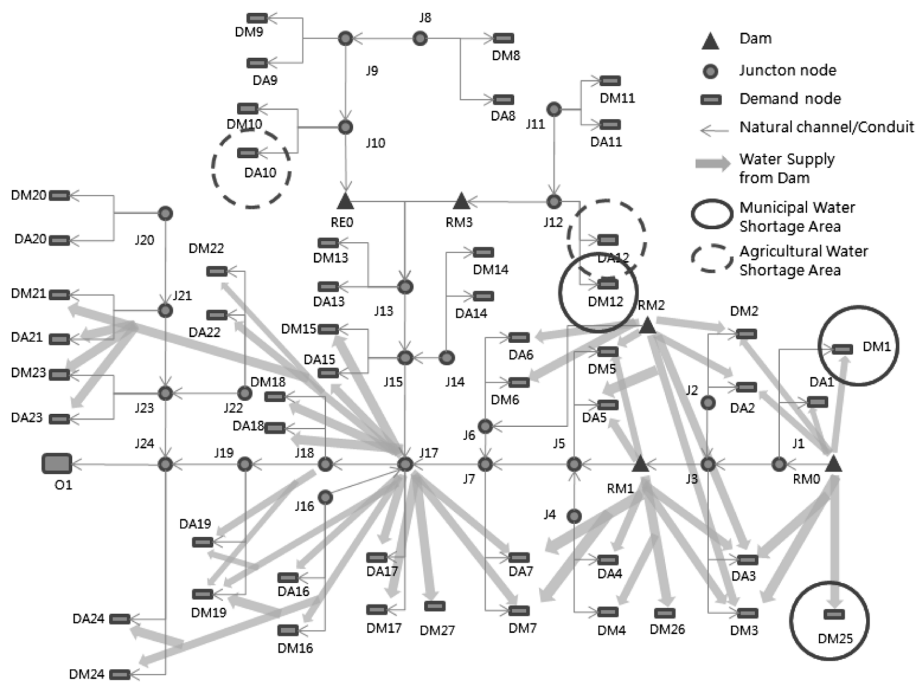 DM9
J8
DM8
DA9
J9
DA8
DM10
J10
DA10
J11
DM11
DA11
Dam
Juncton node
Demand node
Natural channel/Conduit
Water Supply
from Dam
Municipal Water
Shortage Area
Agricultural Water
Shortage Area
DM20
DA20
J20
RE0
RM3
J12
DA12
DM12
DM22
DM13
DM14
DM21
J21
DA22
DA13
J13
DA14
RM2
DM2
DM1
DA21
DM15
DA15
J15
J14
DA6
DM5
DA1
DM23
DM18
DM6
DA2
DA23
J23
J22
DA18
DA5
J2
J24
J19
J18
J17
J6
J5
J1
O1
J16
J7
RM1
J3
RM0
J4
DA19
DA17
DA7
DA4
DA3
DM19
DA16
DA24
DM16
DM17
DM27
DM7
DM4
DM26
DM3
DM25
DM24